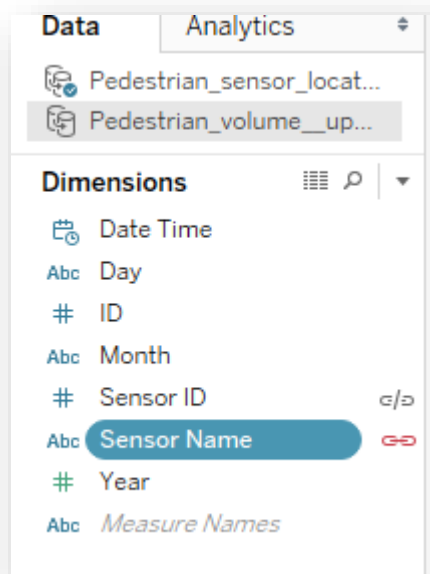 Data Analytics
Pedestrian_sensor_locat...
Pedestrian_volume__up...
Dimensions
Date Time
Abc Day
# ID
Abc Month
# Sensor ID
Abc Sensor Name
# Year
Abc Measure Names